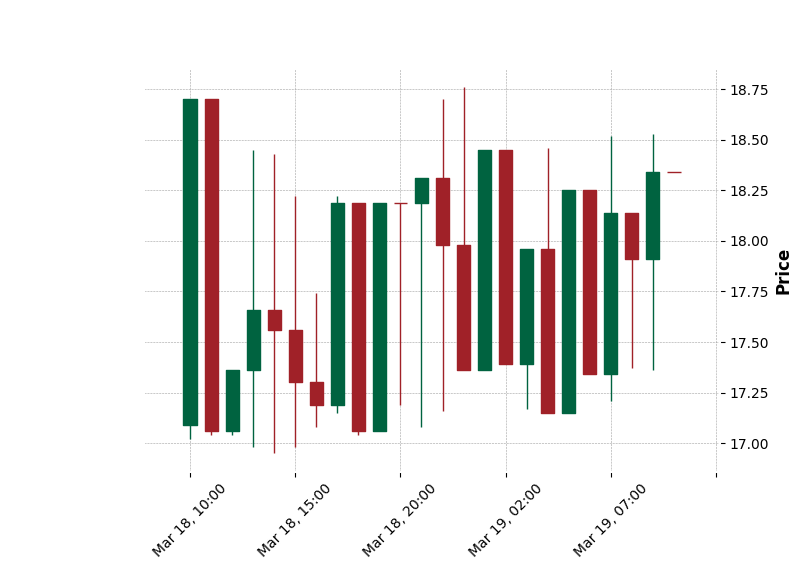 18.75
18.50
18.25
18.00
17.75
17.50
17.25
17.00
Price
Mar 18, 10:00
Mar 18, 15:00
Mar 18, 20:00
Mar 19, 02:00
Mar 19, 07:00